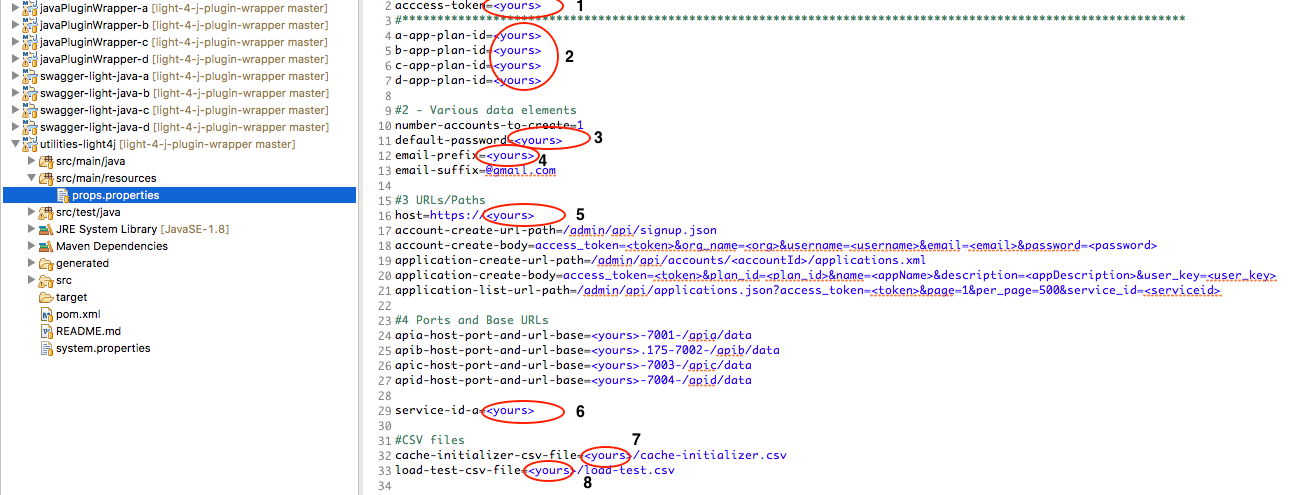 javaPluginWrapper-a [light-4-j-plugin-wrapper master]
javaPluginWrapper-b [light-4-j-plugin-wrapper master]
javaPluginWrapper-c [light-4-j-plugin-wrapper master]
javaPluginWrapper-d [light-4-j-plugin-wrapper master]
swagger-light-java-a [light-4-j-plugin-wrapper master]
swagger-light-java-b [light-4-j-plugin-wrapper master]
swagger-light-java-c [light-4-j-plugin-wrapper master]
swagger-light-java-d [light-4-j-plugin-wrapper master]
utilities-light4j [light-4-j-plugin-wrapper master]
src/main/java
src/main/resources
props.properties
src/test/java
JRE System Library [JavaSE-1.8]
Maven Dependencies
generated
src
target
pom.xml
README.md
system.properties
2 acccess-token=<yours> 1
3 #******************************************************************************************************************
4 a-app-plan-id=<yours>
5 b-app-plan-id=<yours> 2
6 c-app-plan-id=<yours>
7 d-app-plan-id=<yours>
8
9 #2 - Various data elements
10 number-accounts-to-create=1
11 default-password=<yours> 3
12 email-prefix=<yours> 4
13 email-suffix=@gmail.com
14
15 #3 URLs/Paths
16 host=https://<yours> 5
17 account-create-url-path=/admin/api/signup.json
18 account-create-body=access_token=<token>&org_name=<org>&username=<username>&email=<email>&password=<password>
19 application-create-url-path=/admin/api/accounts/<accountId>/applications.xml
20 application-create-body=access_token=<token>&plan_id=<plan_id>&name=<appName>&description=<appDescription>&user_key=<user_key>
21 application-list-url-path=/admin/api/applications.json?access_token=<token>&page=1&per_page=500&service_id=<serviceid>
22
23 #4 Ports and Base URLs
24 apia-host-port-and-url-base=<yours>-7001-/apia/data
25 apib-host-port-and-url-base=<yours>.175-7002-/apib/data
26 apic-host-port-and-url-base=<yours>-7003-/apic/data
27 apid-host-port-and-url-base=<yours>-7004-/apid/data
28
29 service-id-a=<yours> 6
30
31 #CSV files 7
32 cache-initializer-csv-file=<yours>/cache-initializer.csv
33 load-test-csv-file=<yours>/load-test.csv
34 8